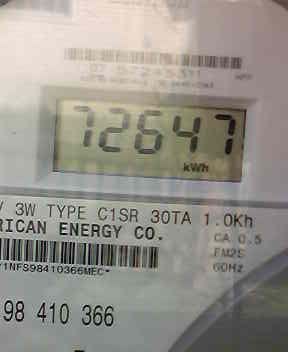 72647
kWh
3W TYPE C1SR 30TA 1.0Kh
RICAN ENERGY CO.
CA 0.5
FM2S
60Hz
98 410 366